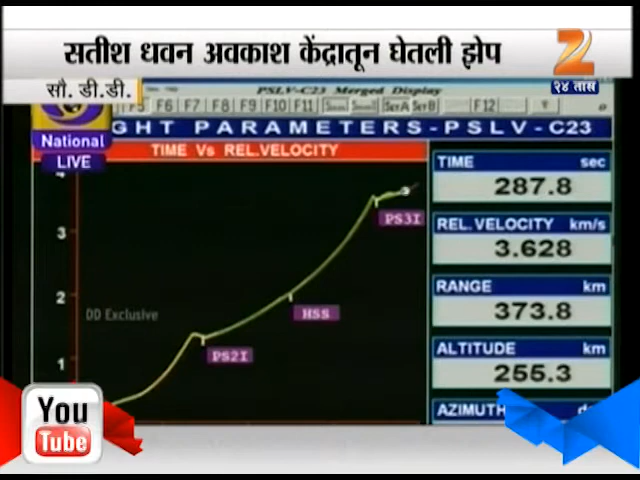 सतीश धवन अवकाश केंद्रातून घेतली झेप
२४ तास
सौ. डी.डी.
PSLV-C23 Merged Display
F5 F6 F7 F8 F9 F10 F11 SetA SetB F12
National
LIVE
GHT PARAMETERS-PSLV-C23
TIME Vs REL.VELOCITY
TIME sec
287.8
REL.VELOCITY km/s
3.628
RANGE km
373.8
ALTITUDE km
255.3
AZIMUTH
4
3
2
1
PS3I
HSS
PS2I
DD Exclusive
You
Tube